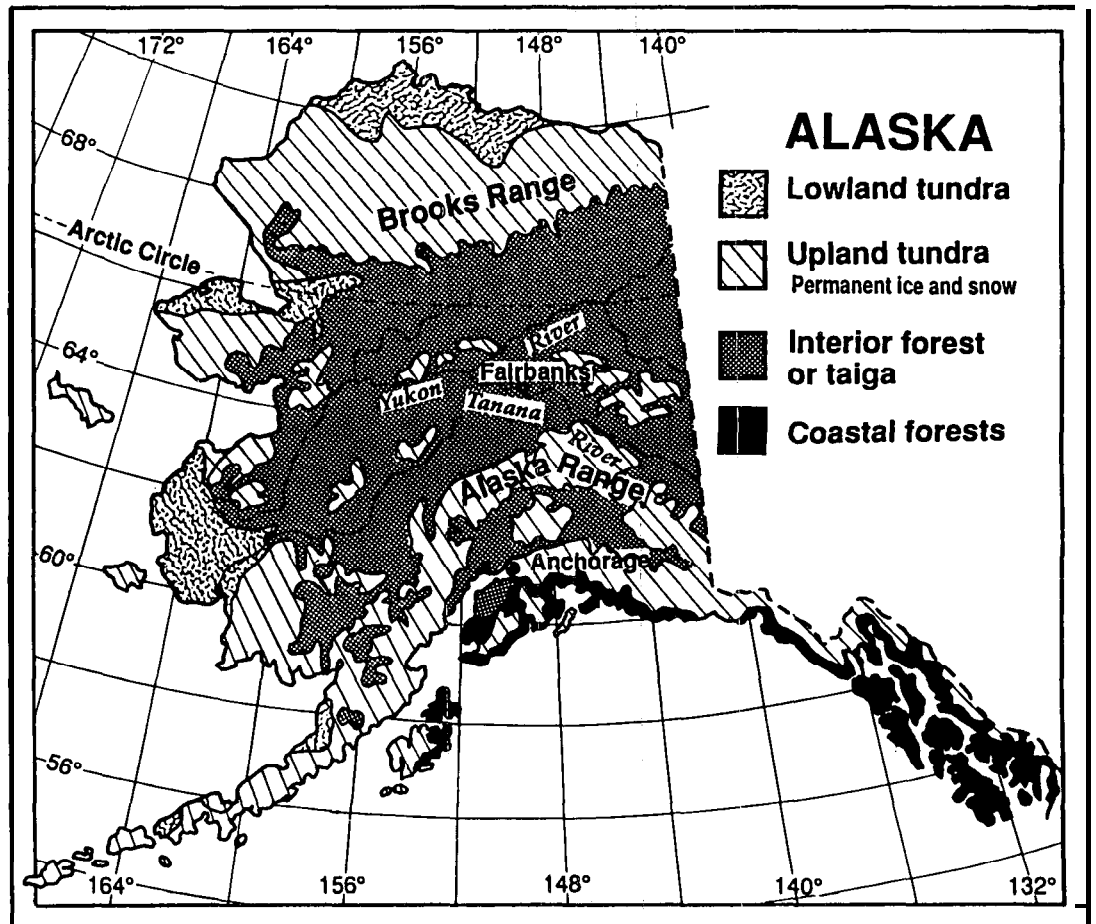 172°
164°
156°
148°
140°
ALASKA
68°
Lowland tundra
Brooks Range
Arctic Circle
Upland tundra
Permanent ice and snow
River
64°
Interior forest
or taiga
Fairbanks
Yukon
Tanana
River
Coastal forests
Alaska Range
60°
Anchorage
56°
164°
156°
148°
140°
132°